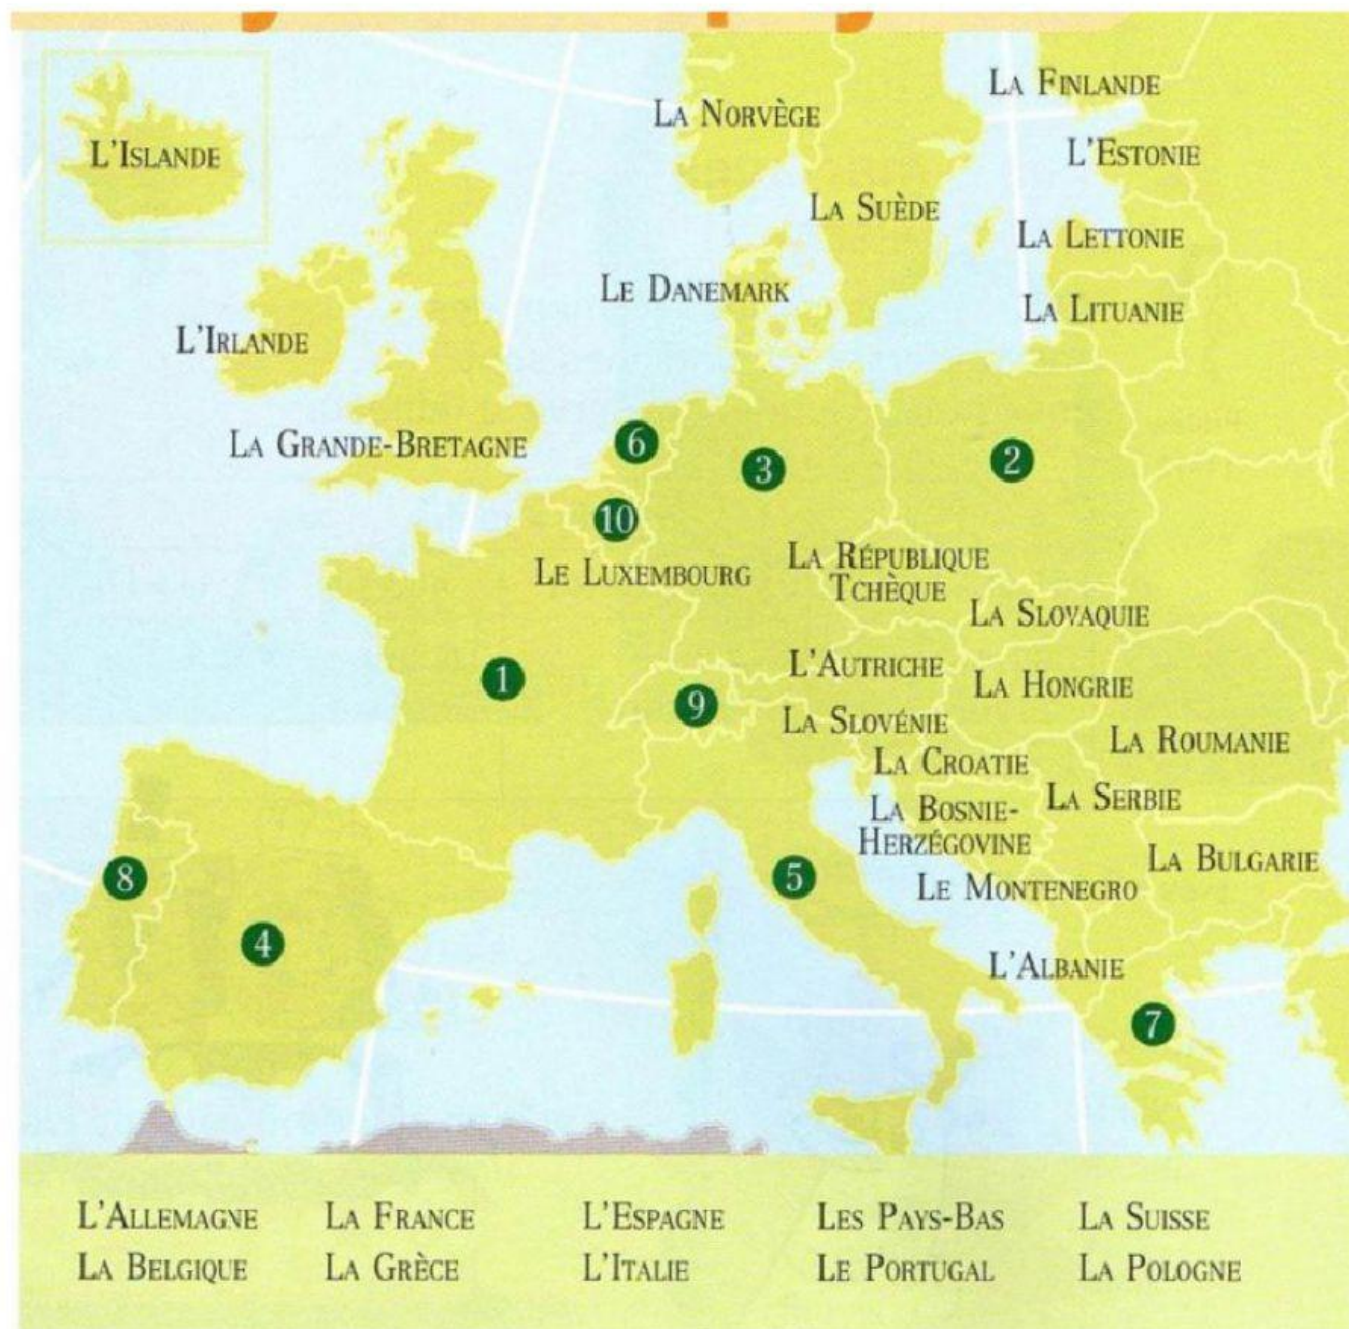 L'ISLANDE
LA NORVÈGE
LA FINLANDE
L'ESTONIE
LA SUÈDE
LA LETTONIE
LE DANEMARK
LA LITUANIE
L'IRLANDE
LA GRANDE-BRETAGNE
6
3
2
10
LE LUXEMBOURG
LA RÉPUBLIQUE
TCHÈQUE
LA SLOVAQUIE
1
L'AUTRICHE
LA HONGRIE
9
LA SLOVÉNIE
LA ROUMANIE
LA CROATIE
LA BOSNIE-
HERZÉGOVINE
LA SERBIE
LA BULGARIE
8
5
LE MONTENEGRO
4
L'ALBANIE
7
L'ALLEMAGNE LA FRANCE L'ESPAGNE LES PAYS-BAS LA SUISSE
LA BELGIQUE LA GRÈCE L'ITALIE LE PORTUGAL LA POLOGNE